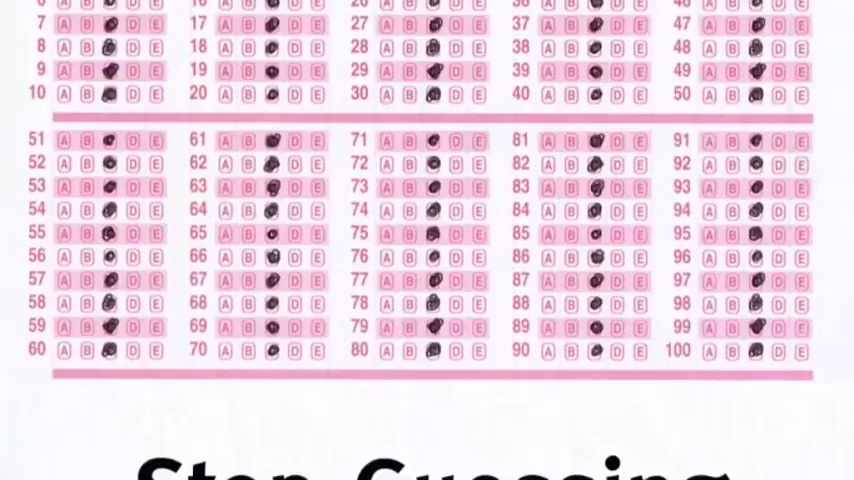 7 A B D E 17 A B D E 27 A B D E 37 A B D E 47 A B D E
8 A B D E 18 A B D E 28 A B D E 38 A B D E 48 A B D E
9 A B D E 19 A B D E 29 A B D E 39 A B D E 49 A B D E
10 A B D E 20 A B D E 30 A B D E 40 A B D E 50 A B D E
51 A B D E 61 A B D E 71 A B D E 81 A B D E 91 A B D E
52 A B D E 62 A B D E 72 A B D E 82 A B D E 92 A B D E
53 A B D E 63 A B D E 73 A B D E 83 A B D E 93 A B D E
54 A B D E 64 A B D E 74 A B D E 84 A B D E 94 A B D E
55 A B D E 65 A B D E 75 A B D E 85 A B D E 95 A B D E
56 A B D E 66 A B D E 76 A B D E 86 A B D E 96 A B D E
57 A B D E 67 A B D E 77 A B D E 87 A B D E 97 A B D E
58 A B D E 68 A B D E 78 A B D E 88 A B D E 98 A B D E
59 A B D E 69 A B D E 79 A B D E 89 A B D E 99 A B D E
60 A B D E 70 A B D E 80 A B D E 90 A B D E 100 A B D E
Stop Guessing